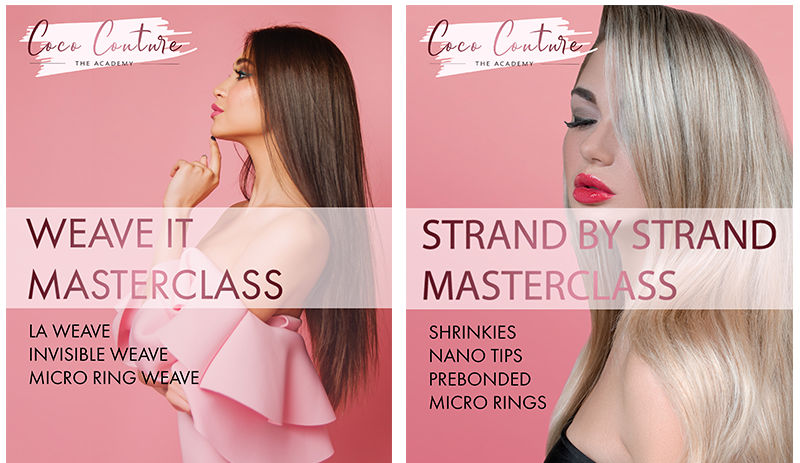 Coco Couture
THE ACADEMY
WEAVE IT
MASTERCLASS
LA WEAVE
INVISIBLE WEAVE
MICRO RING WEAVE
Coco Couture
THE ACADEMY
STRAND BY STRAND
MASTERCLASS
SHRINKIES
NANO TIPS
PREBONDED
MICRO RINGS